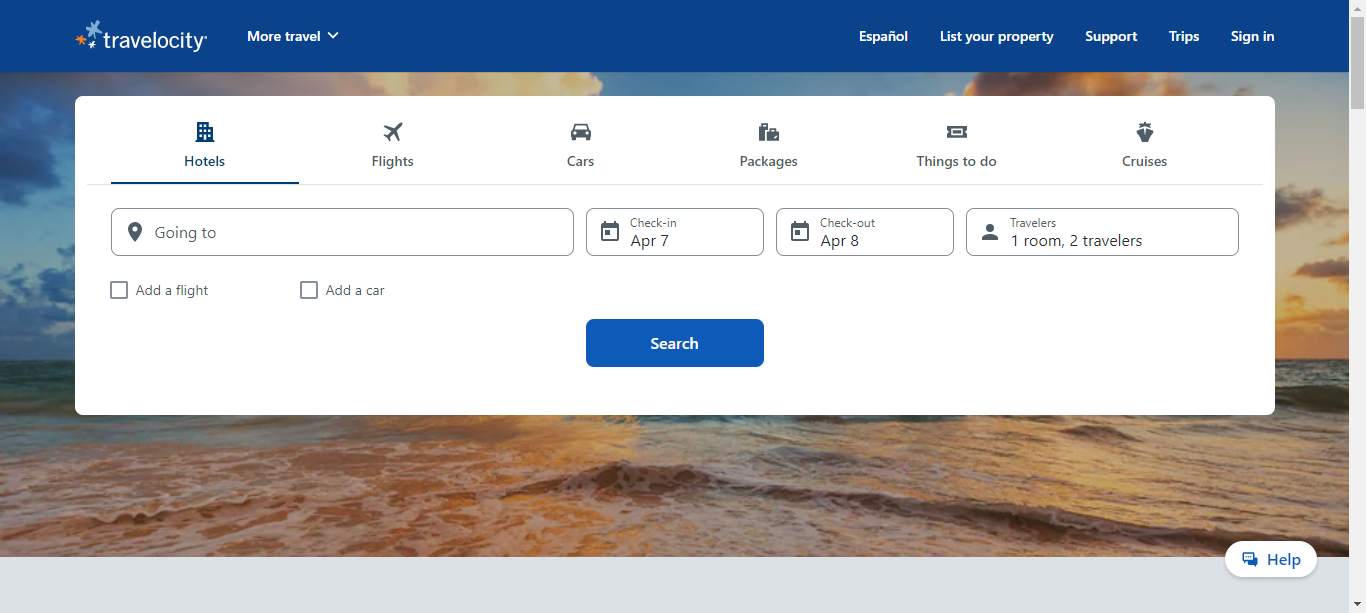 travelocity
More travel
Español
List your property
Support
Trips
Sign in
Hotels
Flights
Cars
Packages
Things to do
Cruises
Going to
Check-in
Apr 7
Check-out
Apr 8
Travelers
1 room, 2 travelers
Add a flight
Add a car
Search
Help